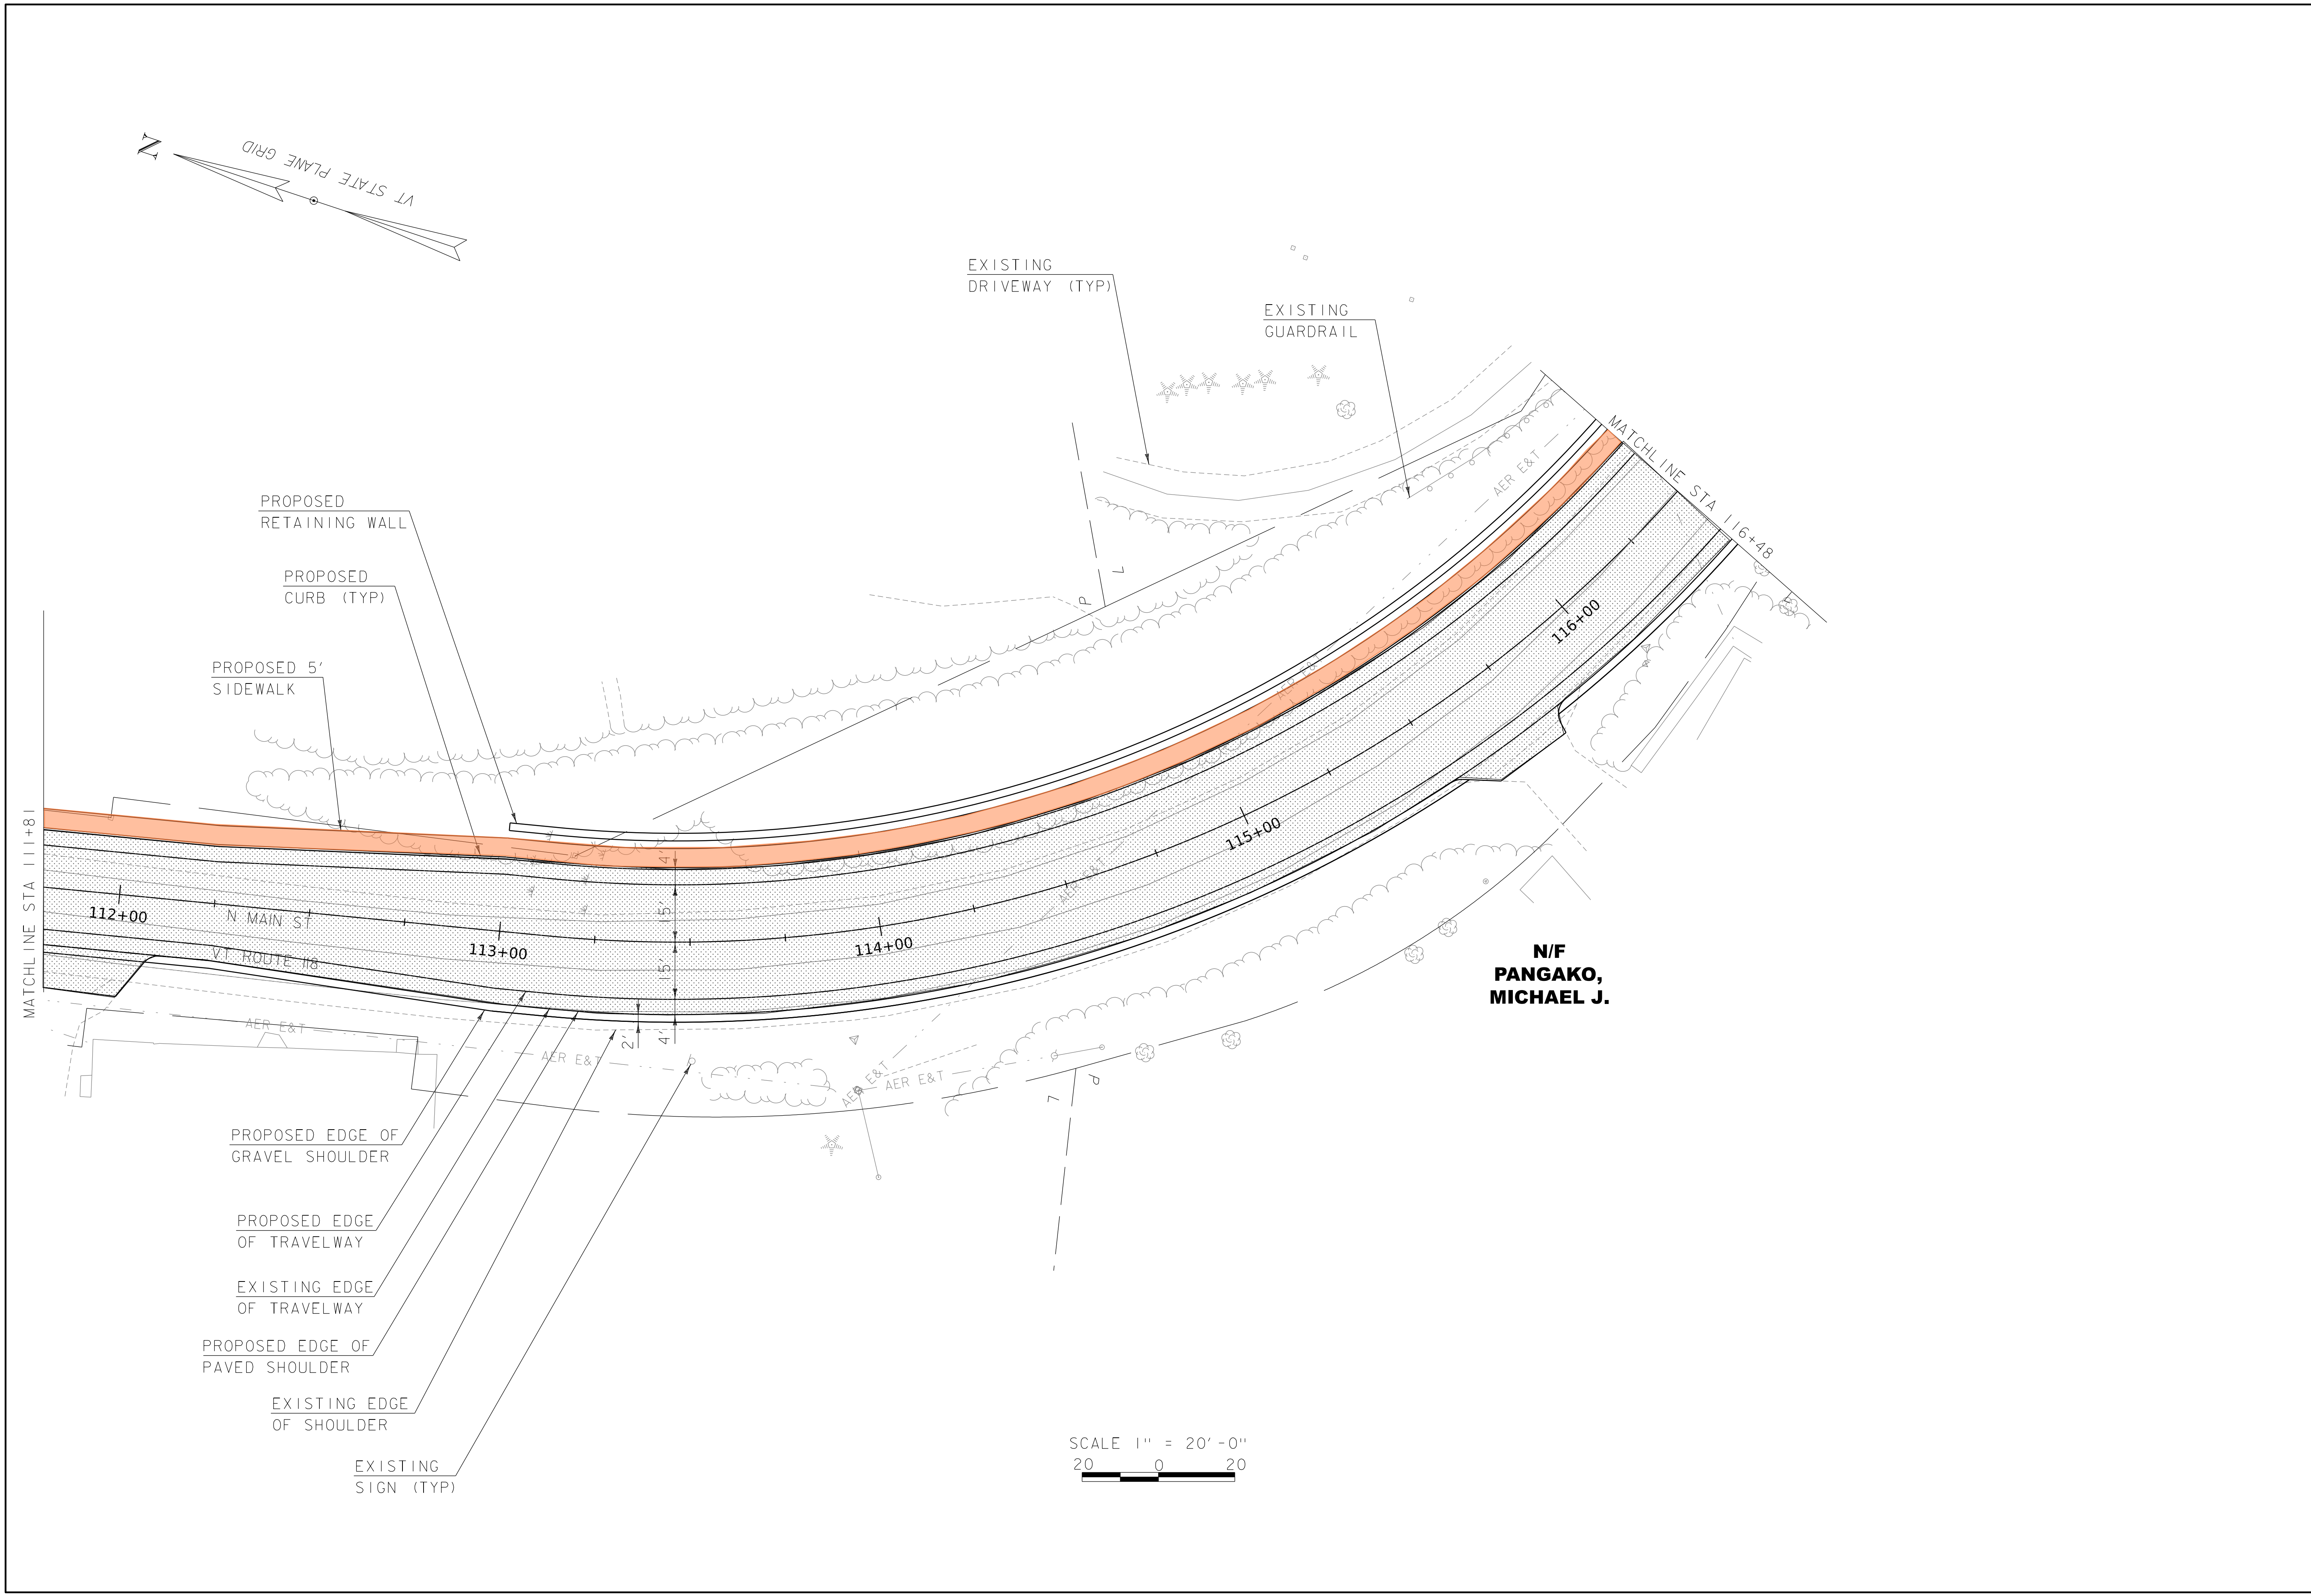 N
VT STATE PLANE GRID
EXISTING
DRIVEWAY (TYP)
EXISTING
GUARDRAIL
MATCHLINE STA 116+48
AER E&T
PROPOSED
RETAINING WALL
PROPOSED
CURB (TYP)
PROPOSED 5'
SIDEWALK
P L
AER E&T
116+00
115+00
MATCHLINE STA 111+81
4'
15'
15'
4'
2'
112+00
N MAIN ST
113+00
114+00
VT ROUTE 118
AER E&T
AER E&T
AER E&T
AER E&T
AER E&T
P L
N/F
PANGAKO,
MICHAEL J.
PROPOSED EDGE OF
GRAVEL SHOULDER
PROPOSED EDGE
OF TRAVELWAY
EXISTING EDGE
OF TRAVELWAY
PROPOSED EDGE OF
PAVED SHOULDER
EXISTING EDGE
OF SHOULDER
EXISTING
SIGN (TYP)
SCALE 1" = 20'-0"
20 0 20